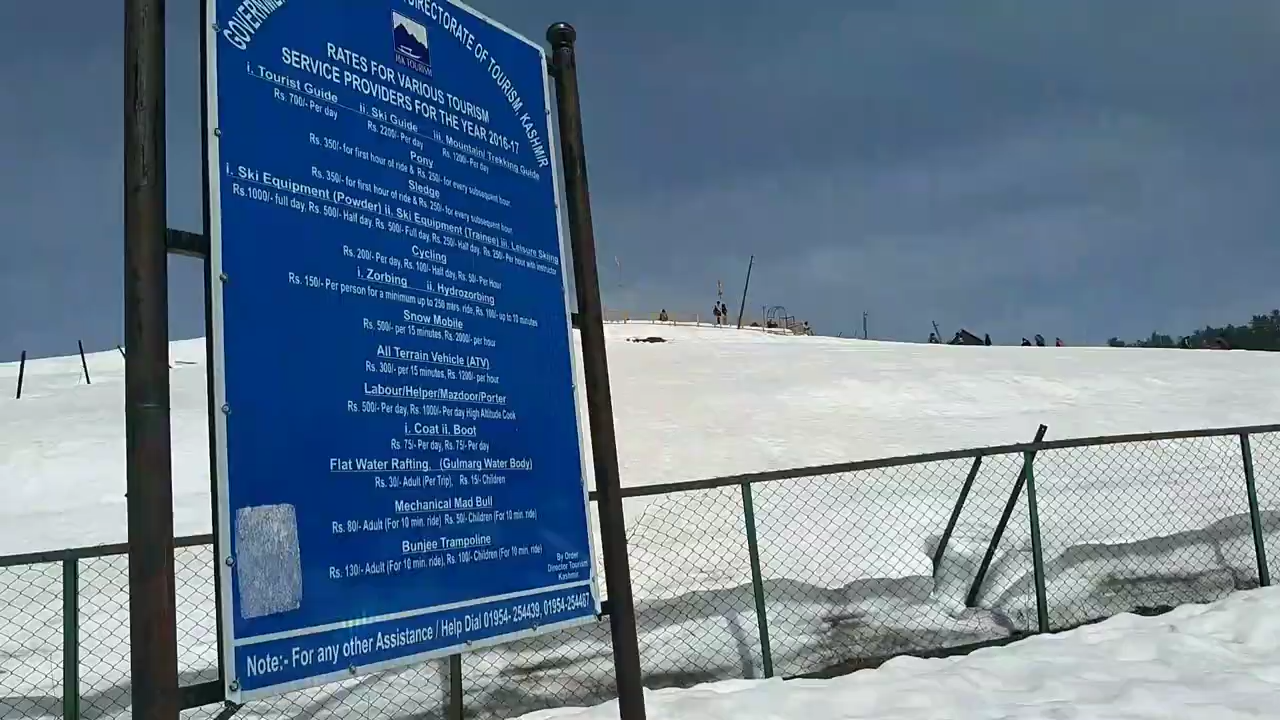 GOVERNME
DIRECTORATE OF TOURISM, KASHMIR
J&K TOURISM
RATES FOR VARIOUS TOURISM
SERVICE PROVIDERS FOR THE YEAR 2016-17
i. Tourist Guide ii. Ski Guide iii. Mountain/ Trekking Guide
Rs. 700/- Per day Rs. 2200/- Per day Rs. 1200/- Per day
Pony
Rs. 350/- for first hour of ride & Rs. 250/- for every subsequent hour
Sledge
Rs. 350/- for first hour of ride & Rs. 250/- for every subsequent hour
i. Ski Equipment (Powder) ii. Ski Equipment (Trainee) iii. Leisure Skiing
Rs.1000/- full day. Rs. 500/- Half day. Rs. 500/- Full day. Rs. 250/- Half day. Rs. 250/- Per hour with instructor
Cycling
Rs. 200/- Per day, Rs. 100/- Half day, Rs. 50/- Per Hour
i. Zorbing ii. Hydrozorbing
Rs. 150/- Per person for a minimum up to 250 mtrs. ride, Rs. 100/- up to 10 minutes
Snow Mobile
Rs. 500/- per 15 minutes, Rs. 2000/- per hour
All Terrain Vehicle (ATV)
Rs. 300/- per 15 minutes, Rs. 1200/- per hour
Labour/Helper/Mazdoor/Porter
Rs. 500/- Per day, Rs. 1000/- Per day High Altitude Cook
i. Coat ii. Boot
Rs. 75/- Per day, Rs. 75/- Per day
Flat Water Rafting. (Gulmarg Water Body)
Rs. 30/- Adult (Per Trip), Rs. 15/- Children
Mechanical Mad Bull
Rs. 80/- Adult (For 10 min. ride) Rs. 50/- Children (For 10 min. ride)
Bunjee Trampoline
Rs. 130/- Adult (For 10 min. ride), Rs. 100/- Children (For 10 min. ride)
By Order
Director Tourism
Kashmir
Note:- For any other Assistance / Help Dial 01954- 254439, 01954-254487